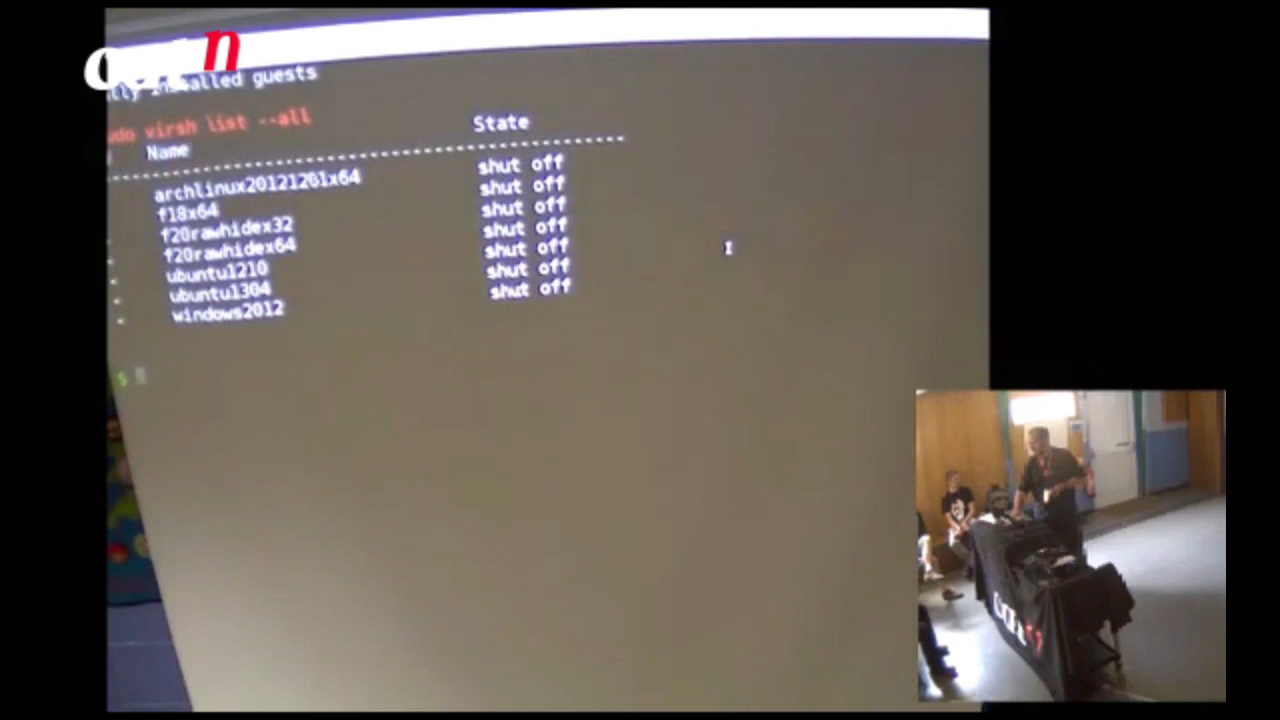 installed guests
virsh list --all
Name State
archlinux20121201x64 shut off
f18x64 shut off
f20rawhidex32 shut off
f20rawhidex64 shut off
ubuntu1210 shut off
ubuntu1304 shut off
windows2012 shut off
$